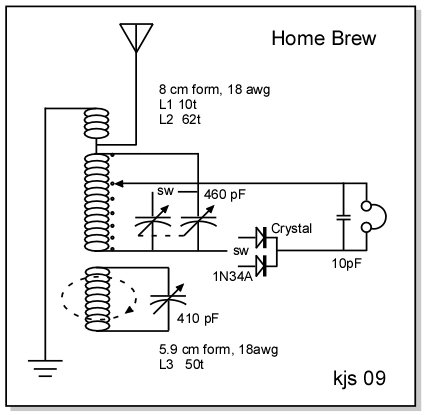 Home Brew
8 cm form, 18 awg
L1 10t
L2 62t
sw
460 pF
Crystal
sw
1N34A
10pF
410 pF
5.9 cm form, 18awg
L3 50t
kjs 09